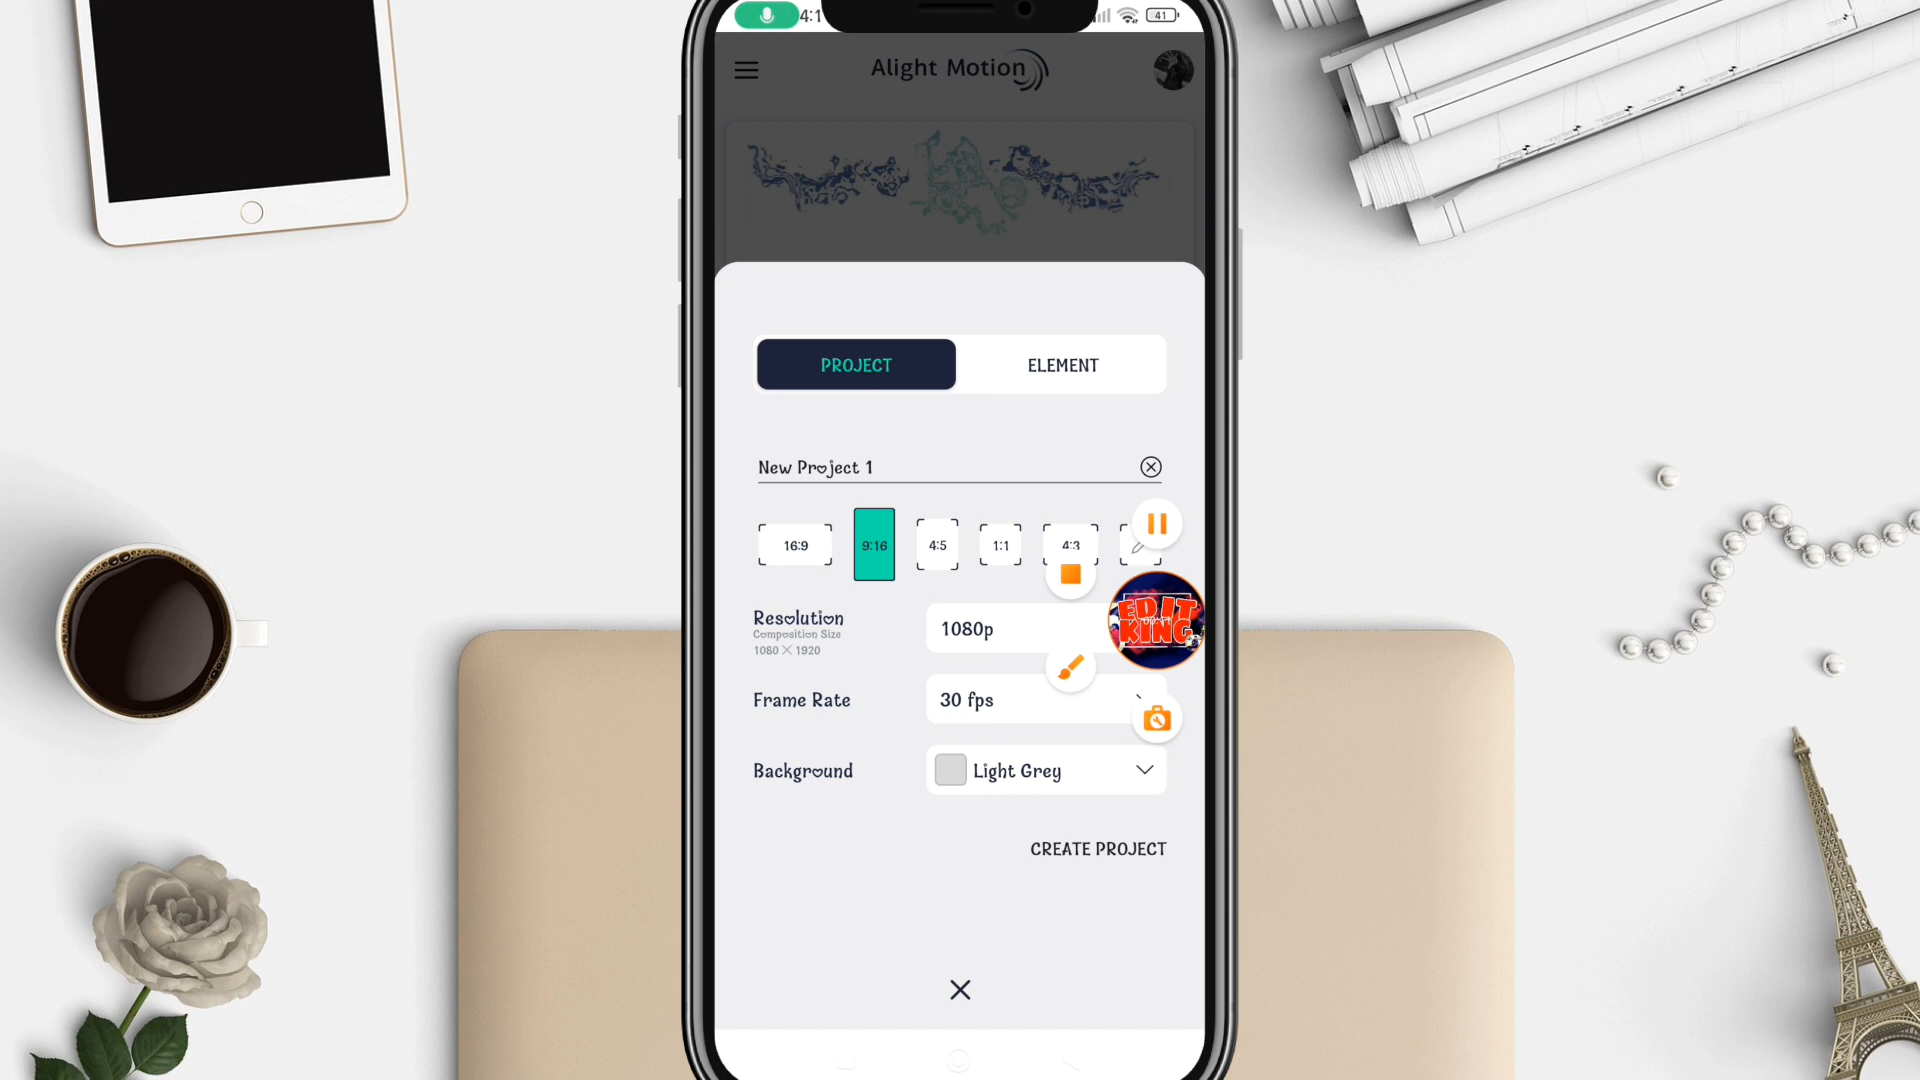 4:1
41
Alight Motion
PROJECT
ELEMENT
New Project 1
16:9
9:16
4:5
1:1
4:3
Resolution
Composition Size
1080 X 1920
1080p
EDIT
KING
Frame Rate
30 fps
Background
Light Grey
CREATE PROJECT